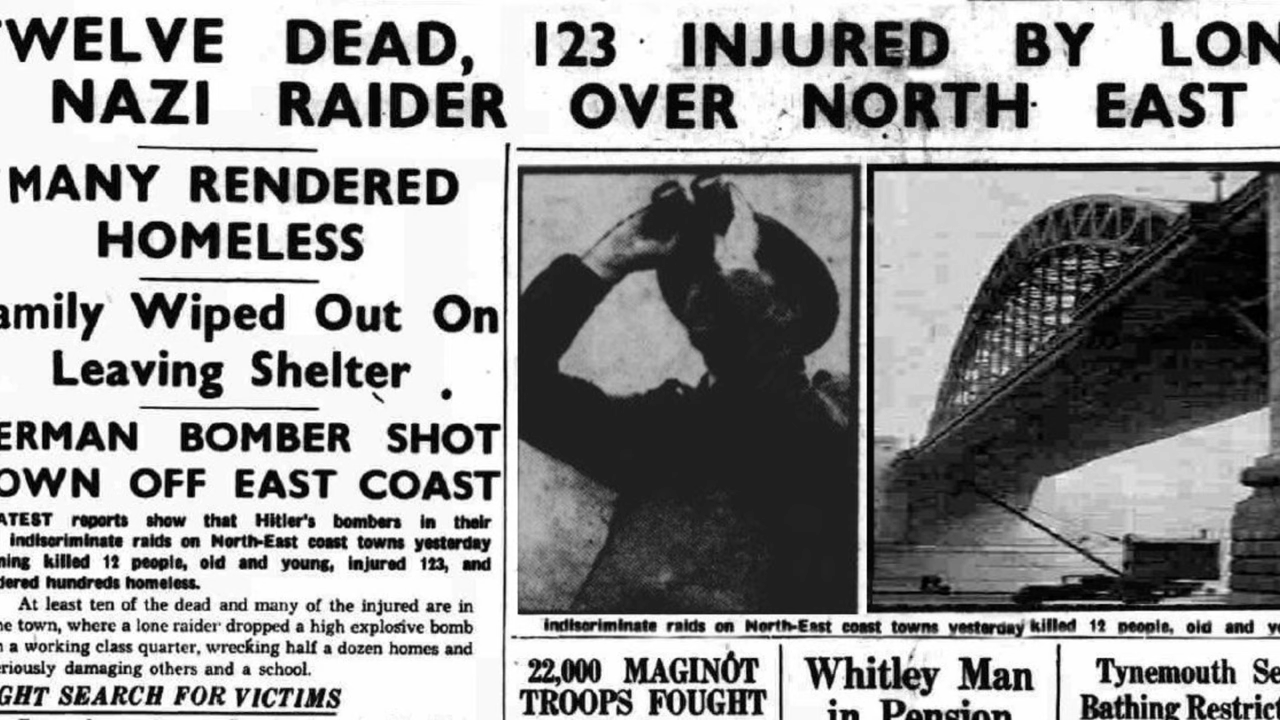 TWELVE DEAD, 123 INJURED BY LON
NAZI RAIDER OVER NORTH EAST
MANY RENDERED
HOMELESS
amily Wiped Out On
Leaving Shelter
ERMAN BOMBER SHOT
OWN OFF EAST COAST
ATEST reports show that Hitler's bombers in their
indisoriminate raids on North-East coast towns yesterday
ning killed 12 people, old and young, injured 123, and
dered hundreds homeless.
At least ten of the dead and many of the injured are in
ne town, where a lone raider dropped a high explosive bomb
a working class quarter, wrecking half a dozen homes and
eriously damaging others and a school.
GHT SEARCH FOR VICTIMS
indisoriminate raids on North-East coast towns yesterday killed 12 people, old and y
22,000 MAGINOT
TROOPS FOUGHT
Whitley Man
in Pension
Tynemouth Se
Bathing Restrict